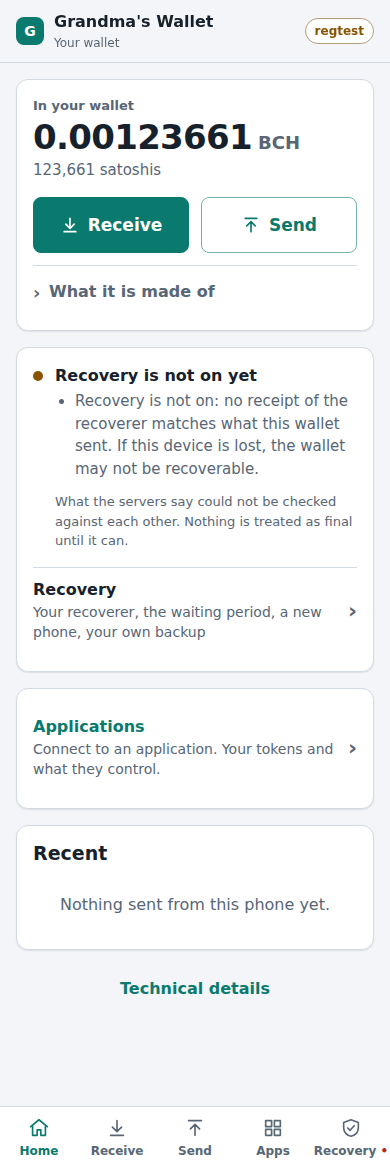 G
Grandma's Wallet
Your wallet
regtest
In your wallet
0.00123661 BCH
123,661 satoshis
Receive
Send
› What it is made of
Recovery is not on yet
• Recovery is not on: no receipt of the
recoverer matches what this wallet
sent. If this device is lost, the wallet
may not be recoverable.
What the servers say could not be checked
against each other. Nothing is treated as final
until it can.
Recovery
Your recoverer, the waiting period, a new
phone, your own backup
›
Applications
Connect to an application. Your tokens and
what they control.
›
Recent
Nothing sent from this phone yet.
Technical details
Home
Receive
Send
Apps
Recovery •